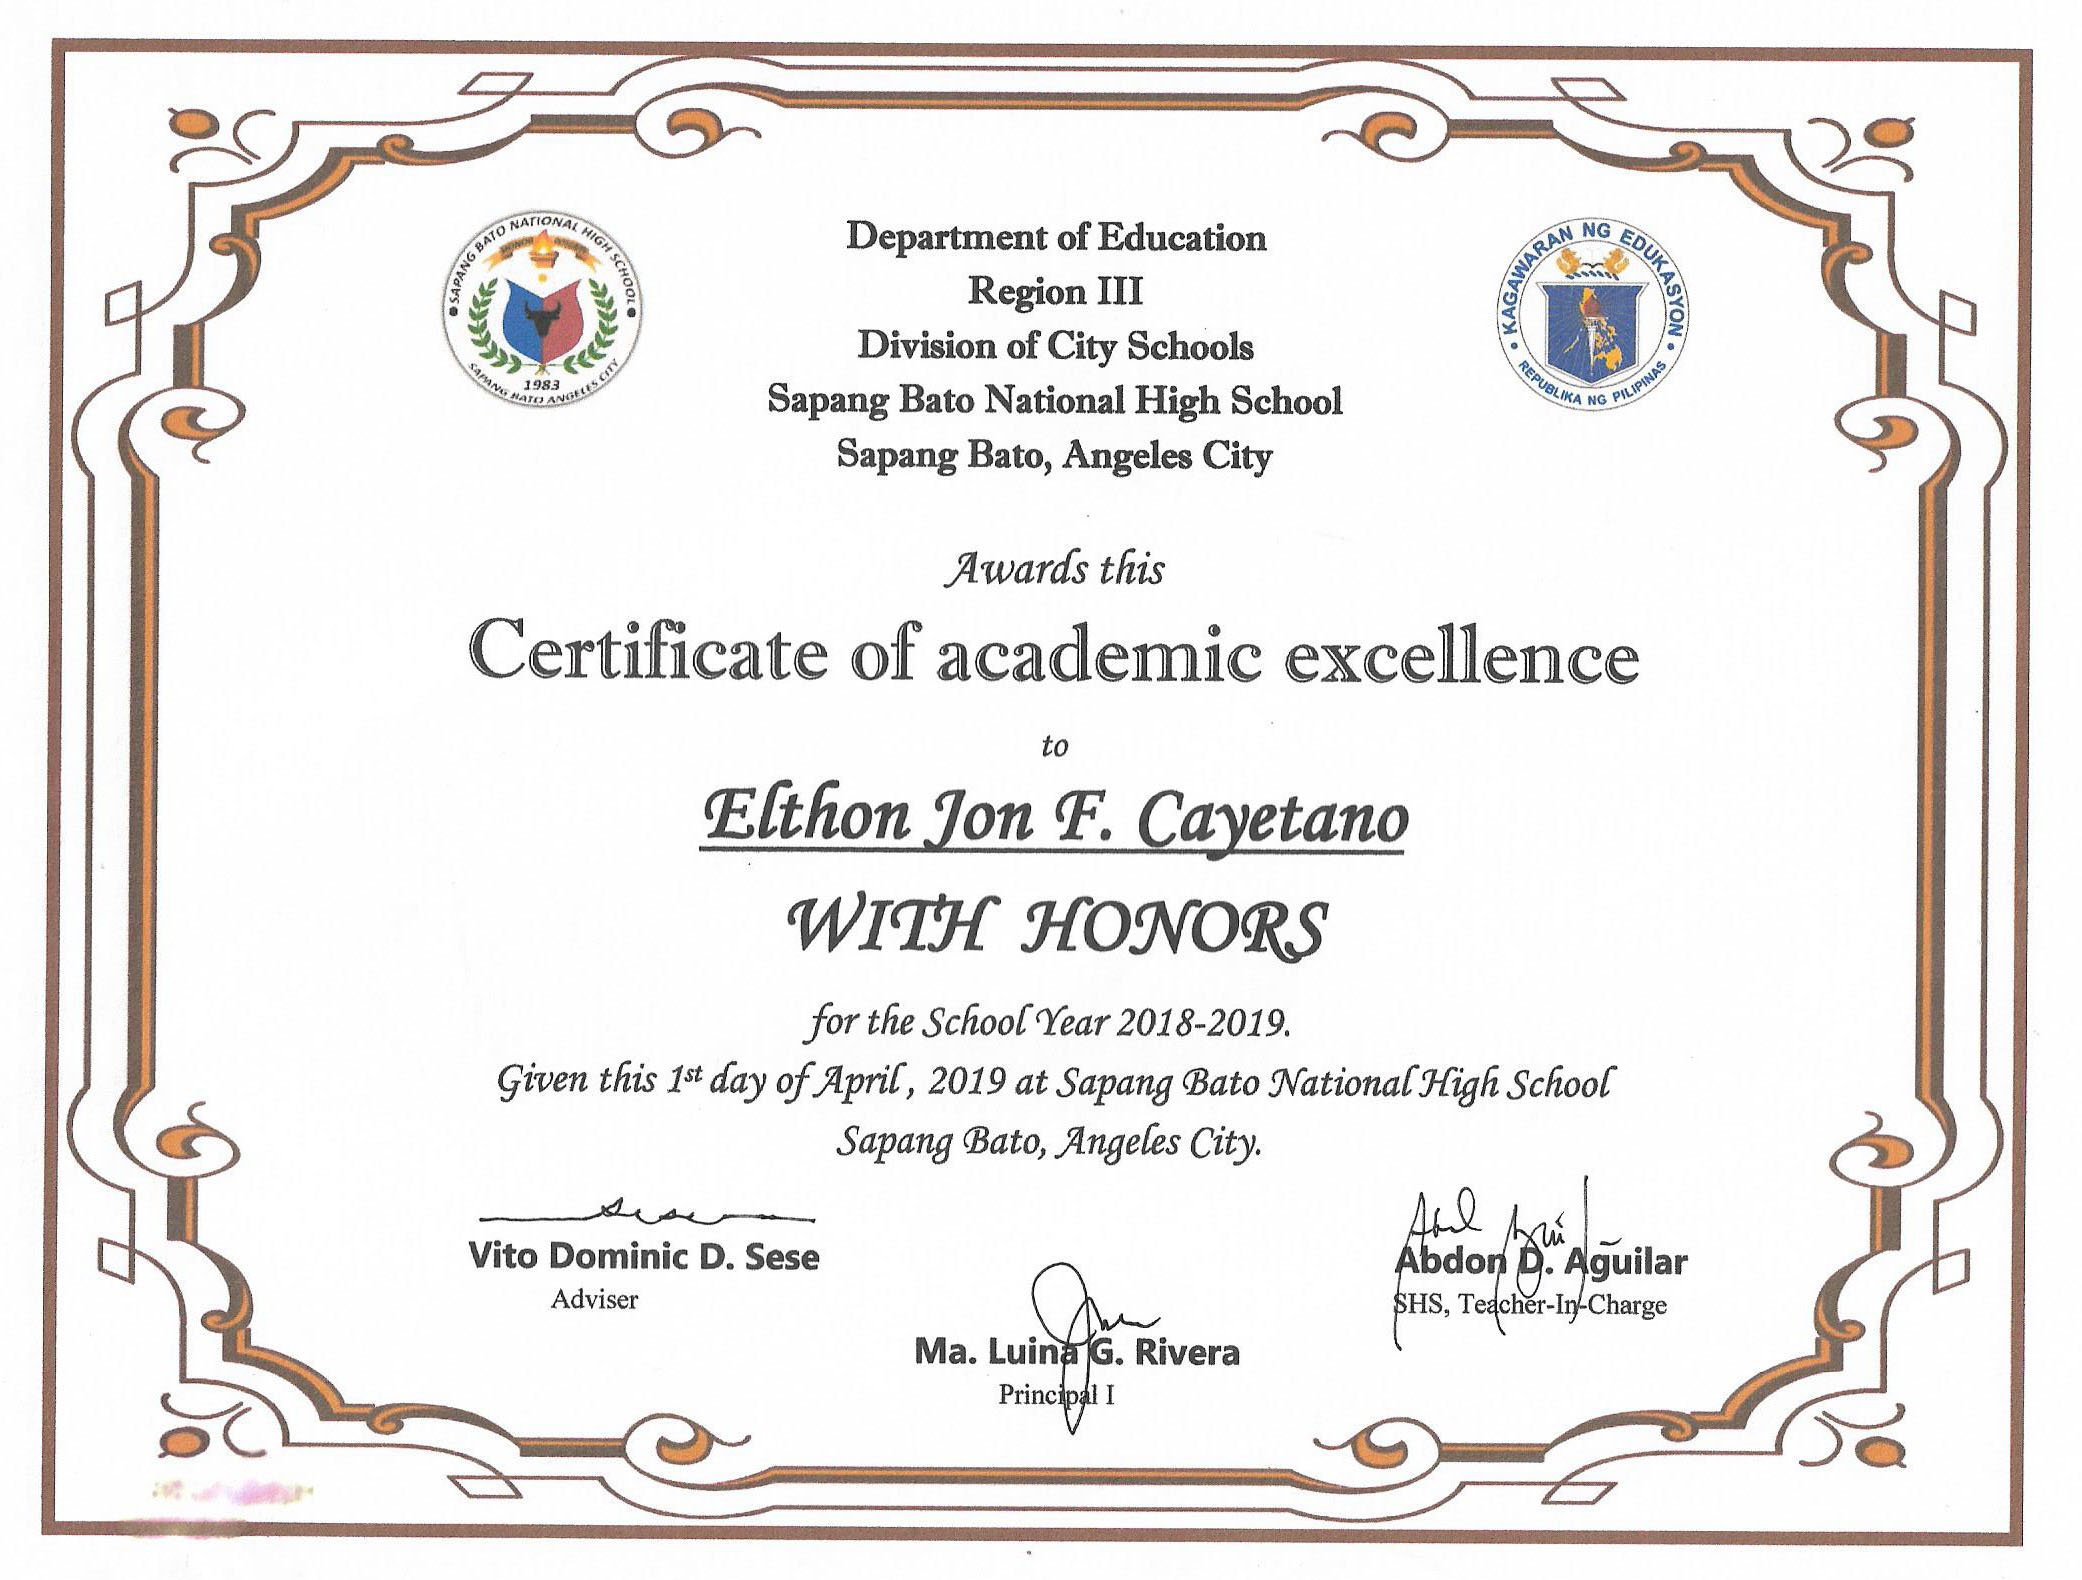 SAPANG BATO NATIONAL HIGH SCHOOL
HONOR
1983
SAPANG BATO ANGELES CITY
Department of Education
Region III
Division of City Schools
Sapang Bato National High School
Sapang Bato, Angeles City
KAGAWARAN NG EDUKASYON
REPUBLIKA NG PILIPINAS
Awards this
Certificate of academic excellence
to
Elthon Jon F. Cayetano
WITH HONORS
for the School Year 2018-2019.
Given this 1st day of April, 2019 at Sapang Bato National High School
Sapang Bato, Angeles City.
Sese
Vito Dominic D. Sese
Adviser
Abdon D. Aguilar
SHS, Teacher-In-Charge
Ma. Luina G. Rivera
Principal I